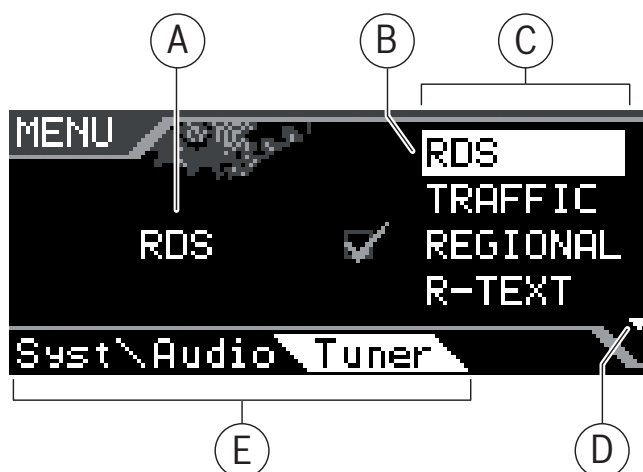 A B C
MENU
RDS
TRAFFIC
RDS REGIONAL
R-TEXT
Syst\Audio Tuner
E D